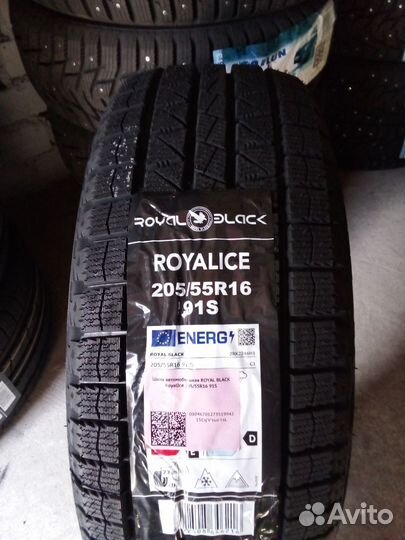 ROYAL BLACK
ROYALICE
205/55R16
91S
ENERG
ROYAL BLACK
205/55R16 91S
C1
Шина автомобильная ROYAL BLACK
RoyalIce 205/55R16 91S
D
Avito